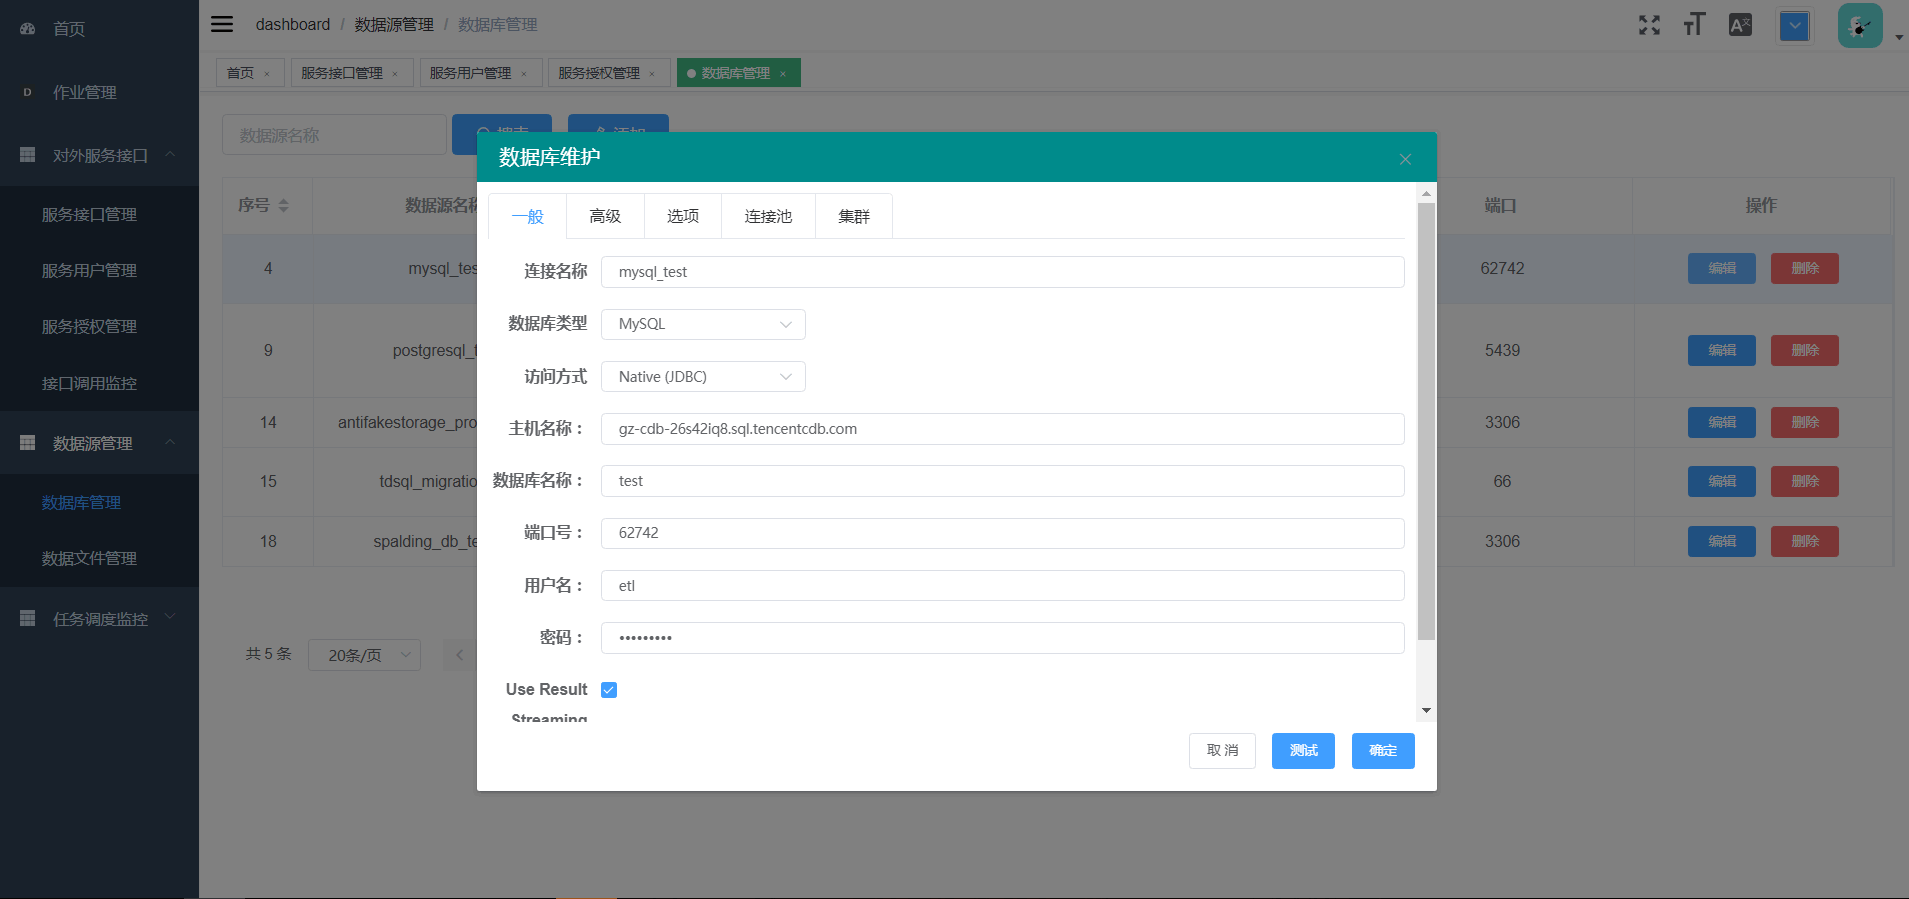 首页
D 作业管理
对外服务接口
服务接口管理
服务用户管理
服务授权管理
接口调用监控
数据源管理
数据库管理
数据文件管理
任务调度监控
dashboard / 数据源管理 / 数据库管理
首页 × 服务接口管理 × 服务用户管理 × 服务授权管理 × 数据库管理 ×
数据源名称 搜索 添加
序号 数据源名称 端口 操作
4 mysql_tes 62742 编辑 删除
9 postgresql_t 5439 编辑 删除
14 antifakestorage_pro 3306 编辑 删除
15 tdsql_migratio 66 编辑 删除
18 spalding_db_te 3306 编辑 删除
共 5 条 20条/页
数据库维护
一般 高级 选项 连接池 集群
连接名称 mysql_test
数据库类型 MySQL
访问方式 Native (JDBC)
主机名称： gz-cdb-26s42iq8.sql.tencentcdb.com
数据库名称： test
端口号： 62742
用户名： etl
密码： •••••••••
Use Result
Streaming
取 消 测试 确定